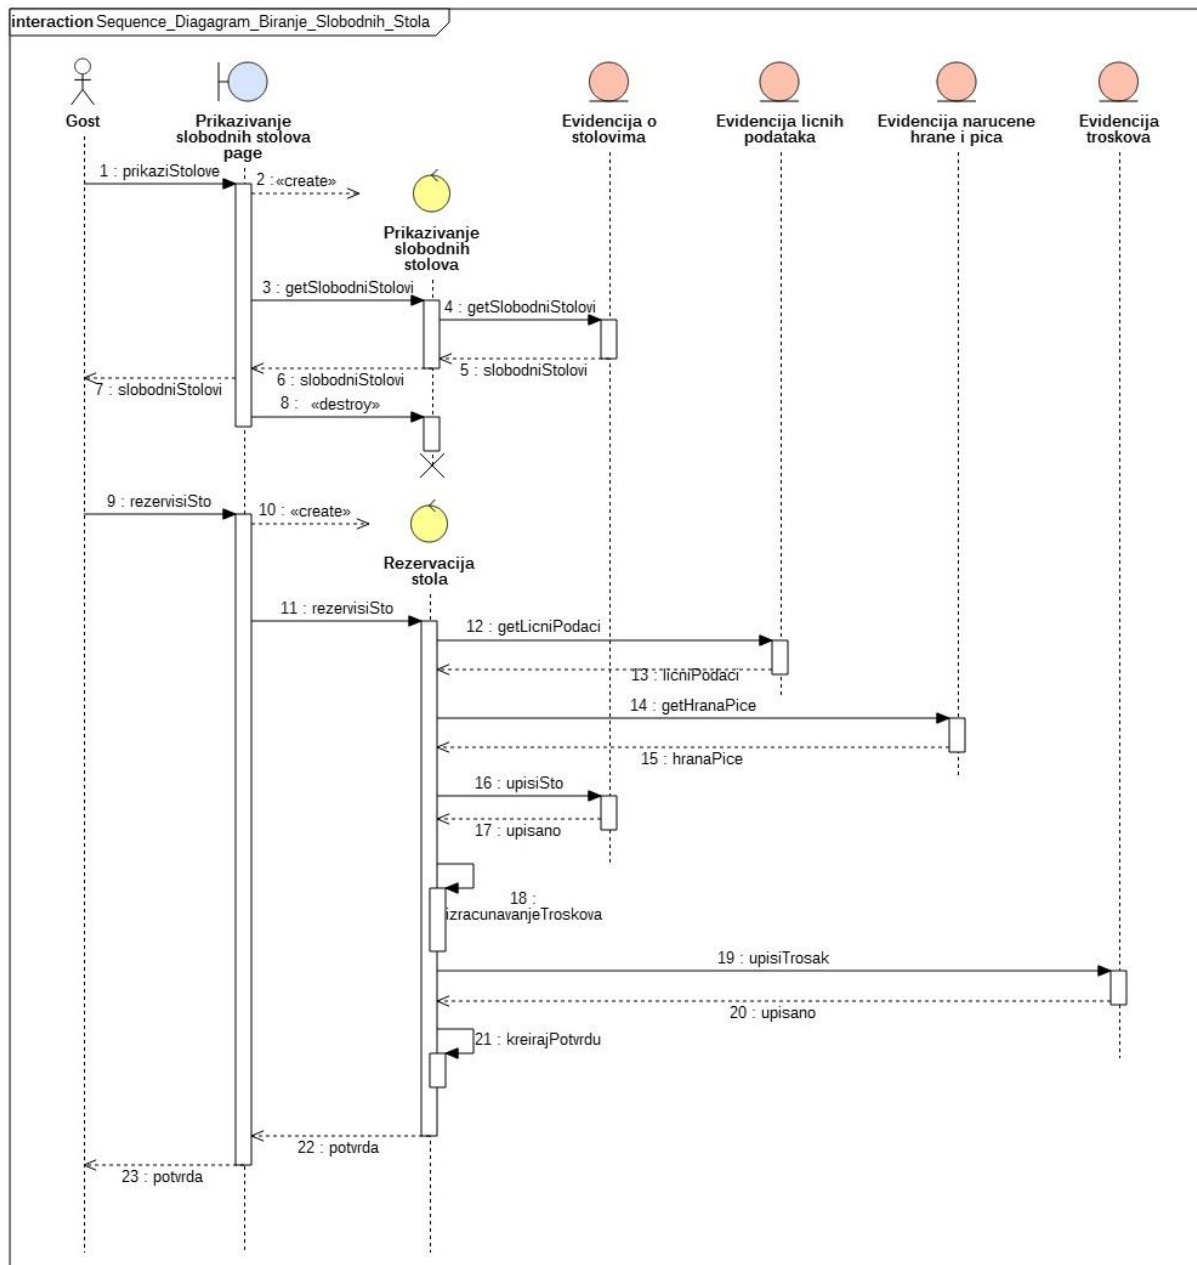 interaction Sequence_Diagagram_Biranje_Slobodnih_Stola
Gost
Prikazivanje
slobodnih stolova
page
Evidencija o
stolovima
Evidencija licnih
podataka
Evidencija narucene
hrane i pica
Evidencija
troskova
1 : prikaziStolove
2 : «create»
Prikazivanje
slobodnih
stolova
3 : getSlobodniStolovi
4 : getSlobodniStolovi
5 : slobodniStolovi
6 : slobodniStolovi
7 : slobodniStolovi
8 : «destroy»
9 : rezervisiSto
10 : «create»
Rezervacija
stola
11 : rezervisiSto
12 : getLicniPodaci
13 : licniPodaci
14 : getHranaPice
15 : hranaPice
16 : upisiSto
17 : upisano
18 :
izracunavanjeTroskova
19 : upisiTrosak
20 : upisano
21 : kreirajPotvrdu
22 : potvrda
23 : potvrda